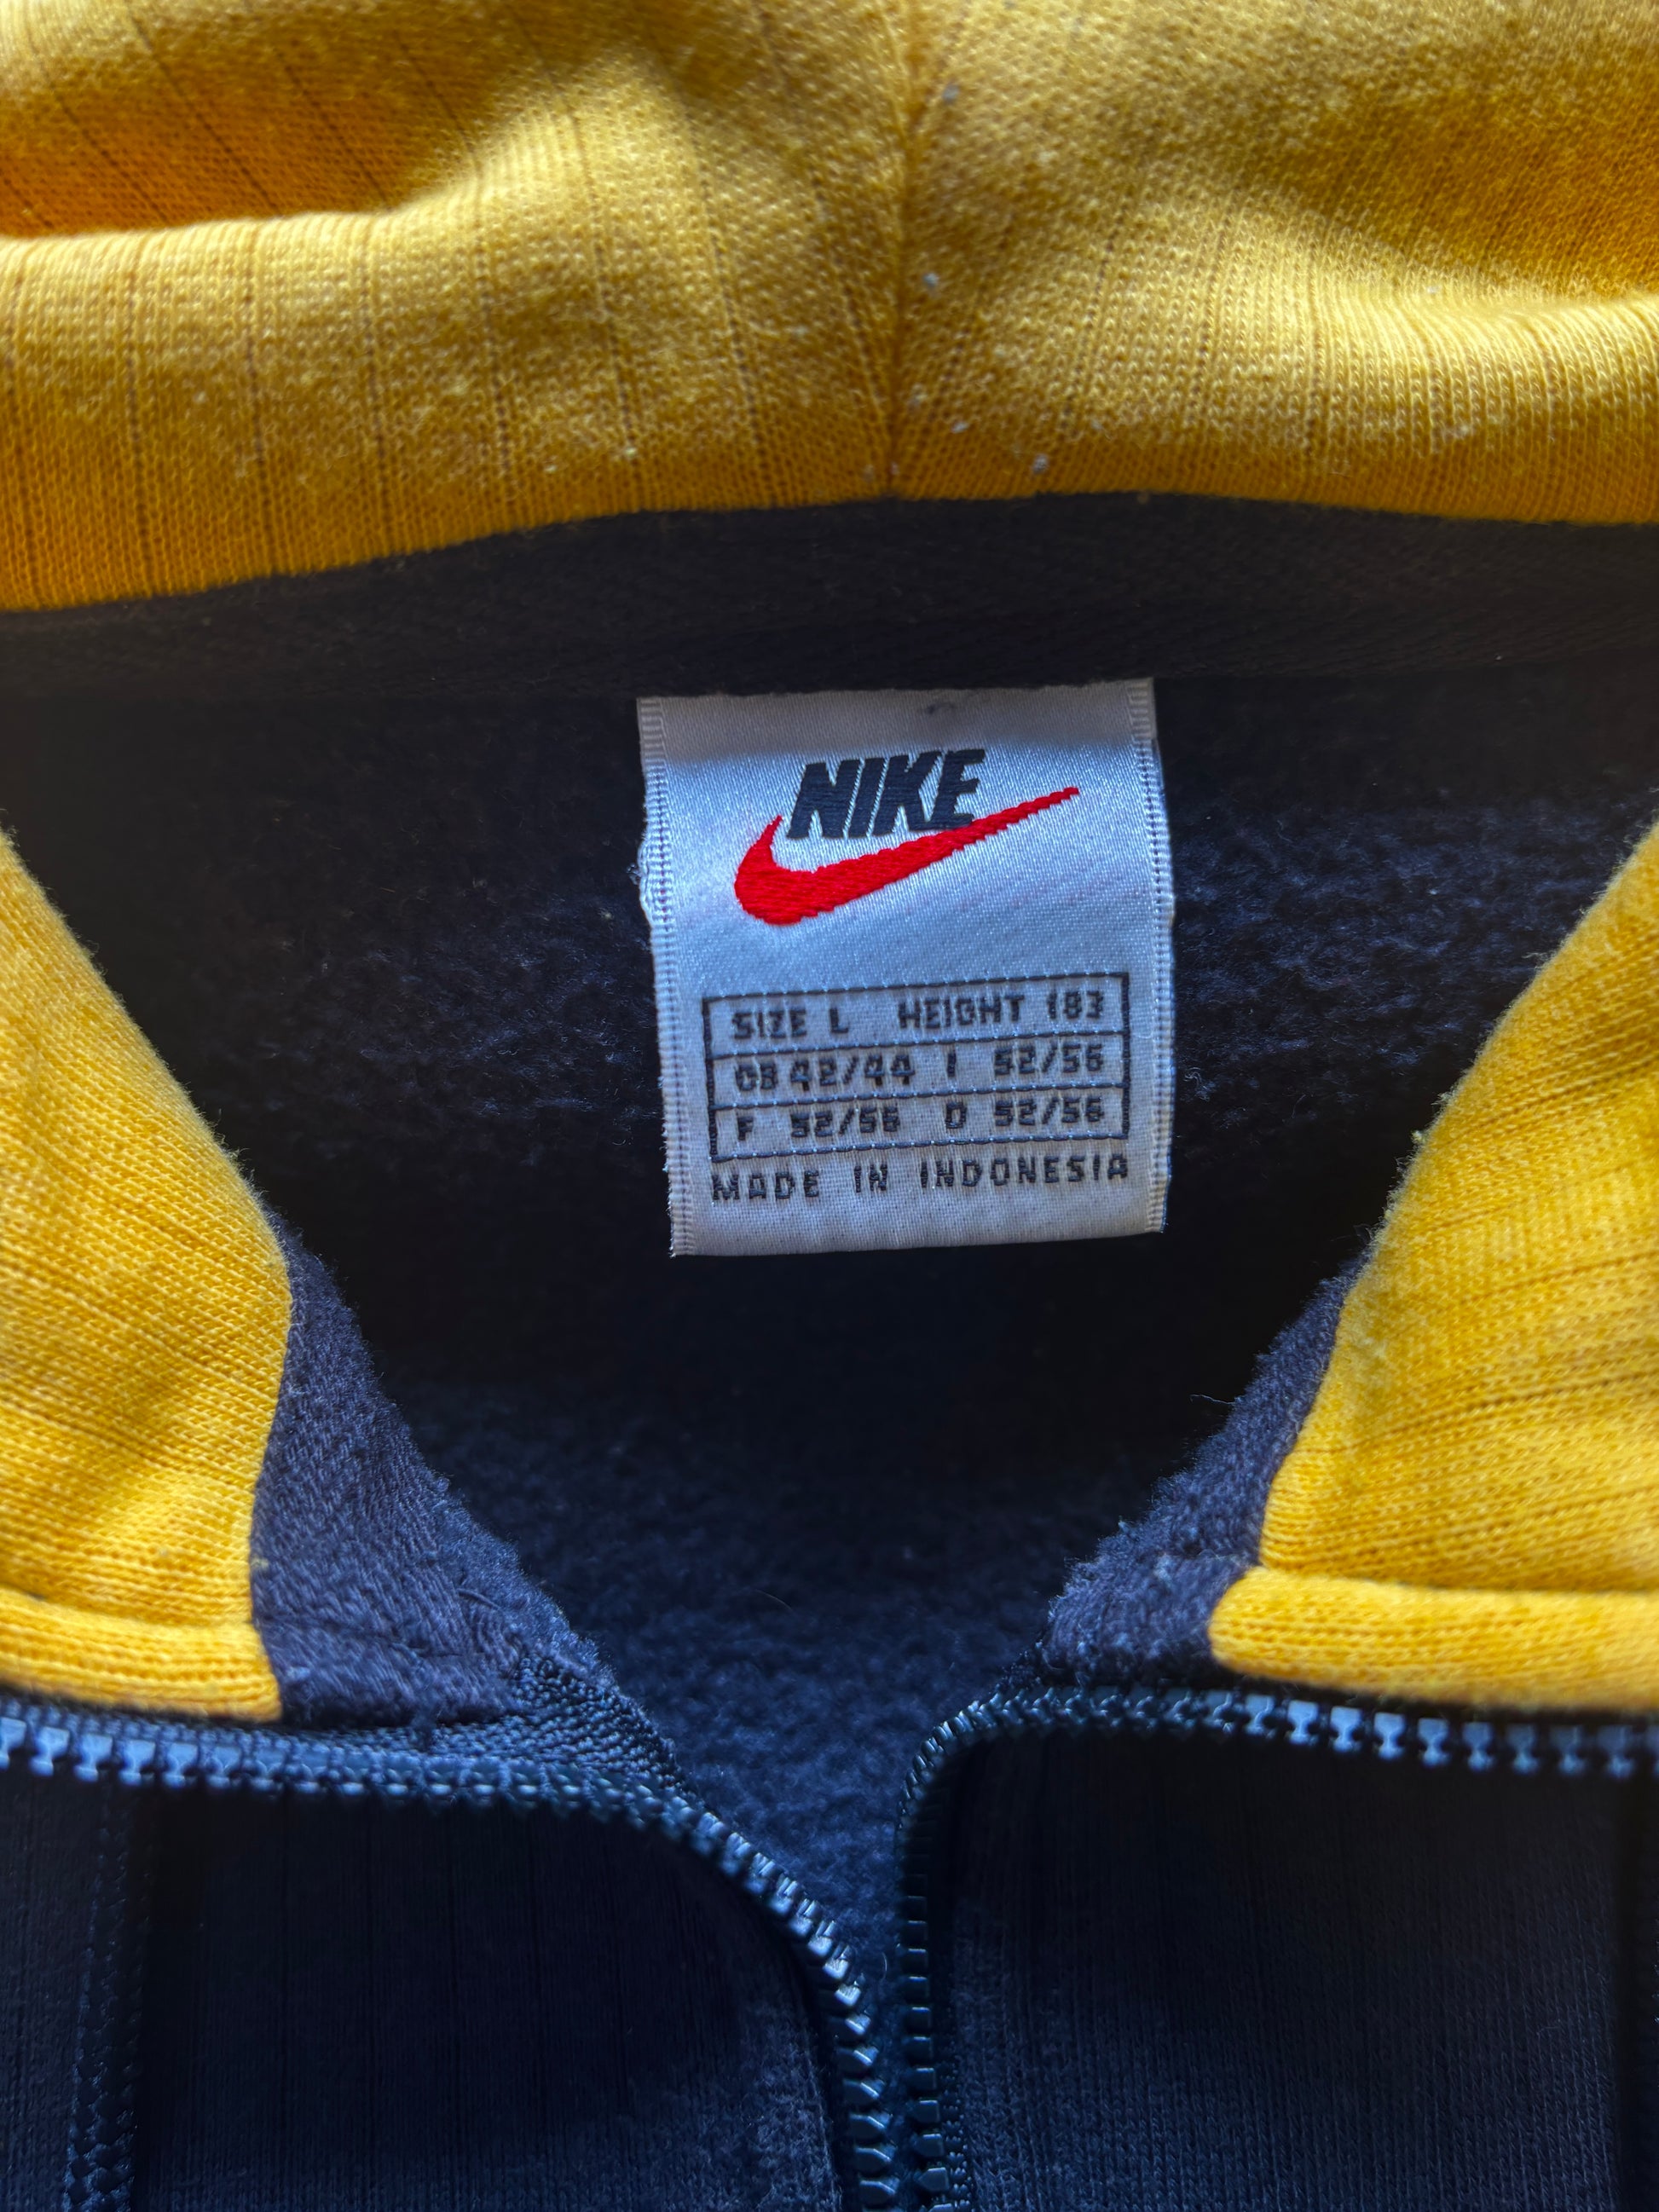 NIKE
SIZE L HEIGHT 183
GB 42/44 I 52/56
F 52/56 D 52/56
MADE IN INDONESIA